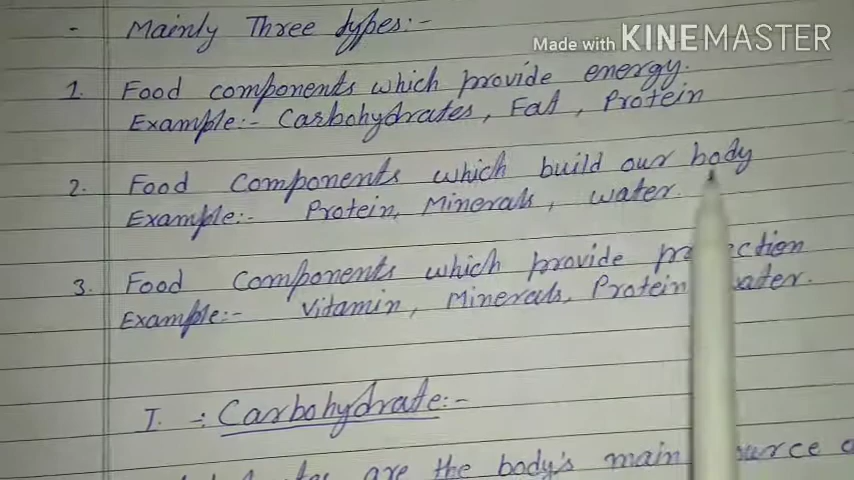 - Mainly Three types:-
Made with KINEMASTER
1. Food components which provide energy.
Example:- Carbohydrates, Fat, Protein
2. Food Components which build our body
Example:- Protein, Minerals, water.
3. Food Components which provide
Example:- Vitamin, Minerals, Protein
I. -: Carbohydrate:-
are the body's main